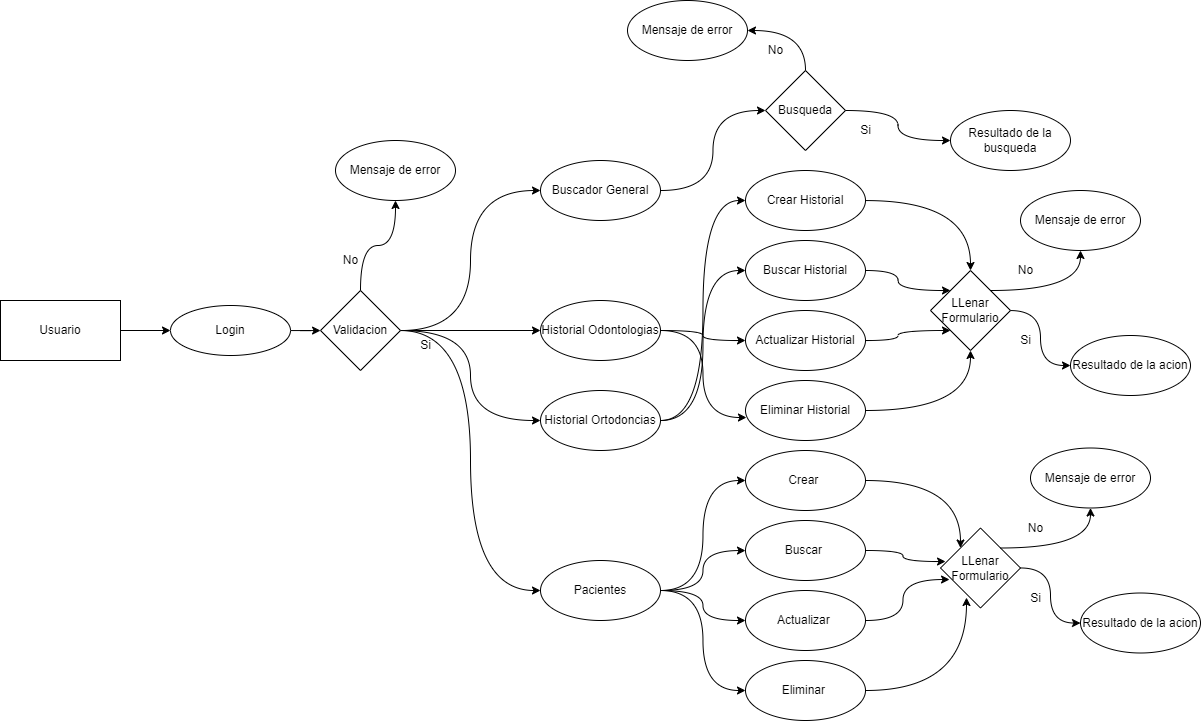 Mensaje de error
No
Busqueda
Si
Resultado de la
busqueda
Mensaje de error
No
Buscador General
Crear Historial
Mensaje de error
No
Buscar Historial
LLenar
Formulario
Si
Resultado de la acion
Usuario
Login
Validacion
Si
Historial Odontologias
Actualizar Historial
Historial Ortodoncias
Eliminar Historial
Crear
Mensaje de error
No
Buscar
LLenar
Formulario
Si
Resultado de la acion
Pacientes
Actualizar
Eliminar